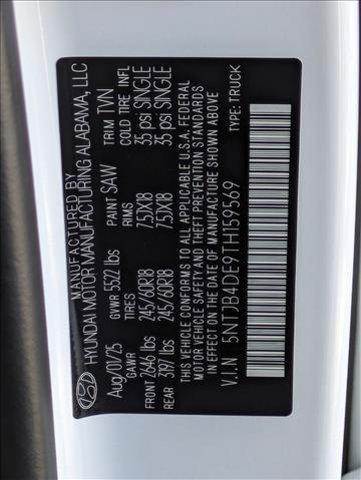 MANUFACTURED BY
HYUNDAI MOTOR MANUFACTURING ALABAMA, LLC
Aug/01/25 GVWR 5522 lbs PAINT SAW TRIM TVN
GAWR TIRES RIMS COLD TIRE INFL
FRONT 2646 lbs 245/60R18 7.5JX18 35 psi SINGLE
REAR 3197 lbs 245/60R18 7.5JX18 35 psi SINGLE
THIS VEHICLE CONFORMS TO ALL APPLICABLE U.S.A. FEDERAL
MOTOR VEHICLE SAFETY AND THEFT PREVENTION STANDARDS
IN EFFECT ON THE DATE OF MANUFACTURE SHOWN ABOVE.
V.I.N 5NTJB4DE9TH159569 TYPE: TRUCK